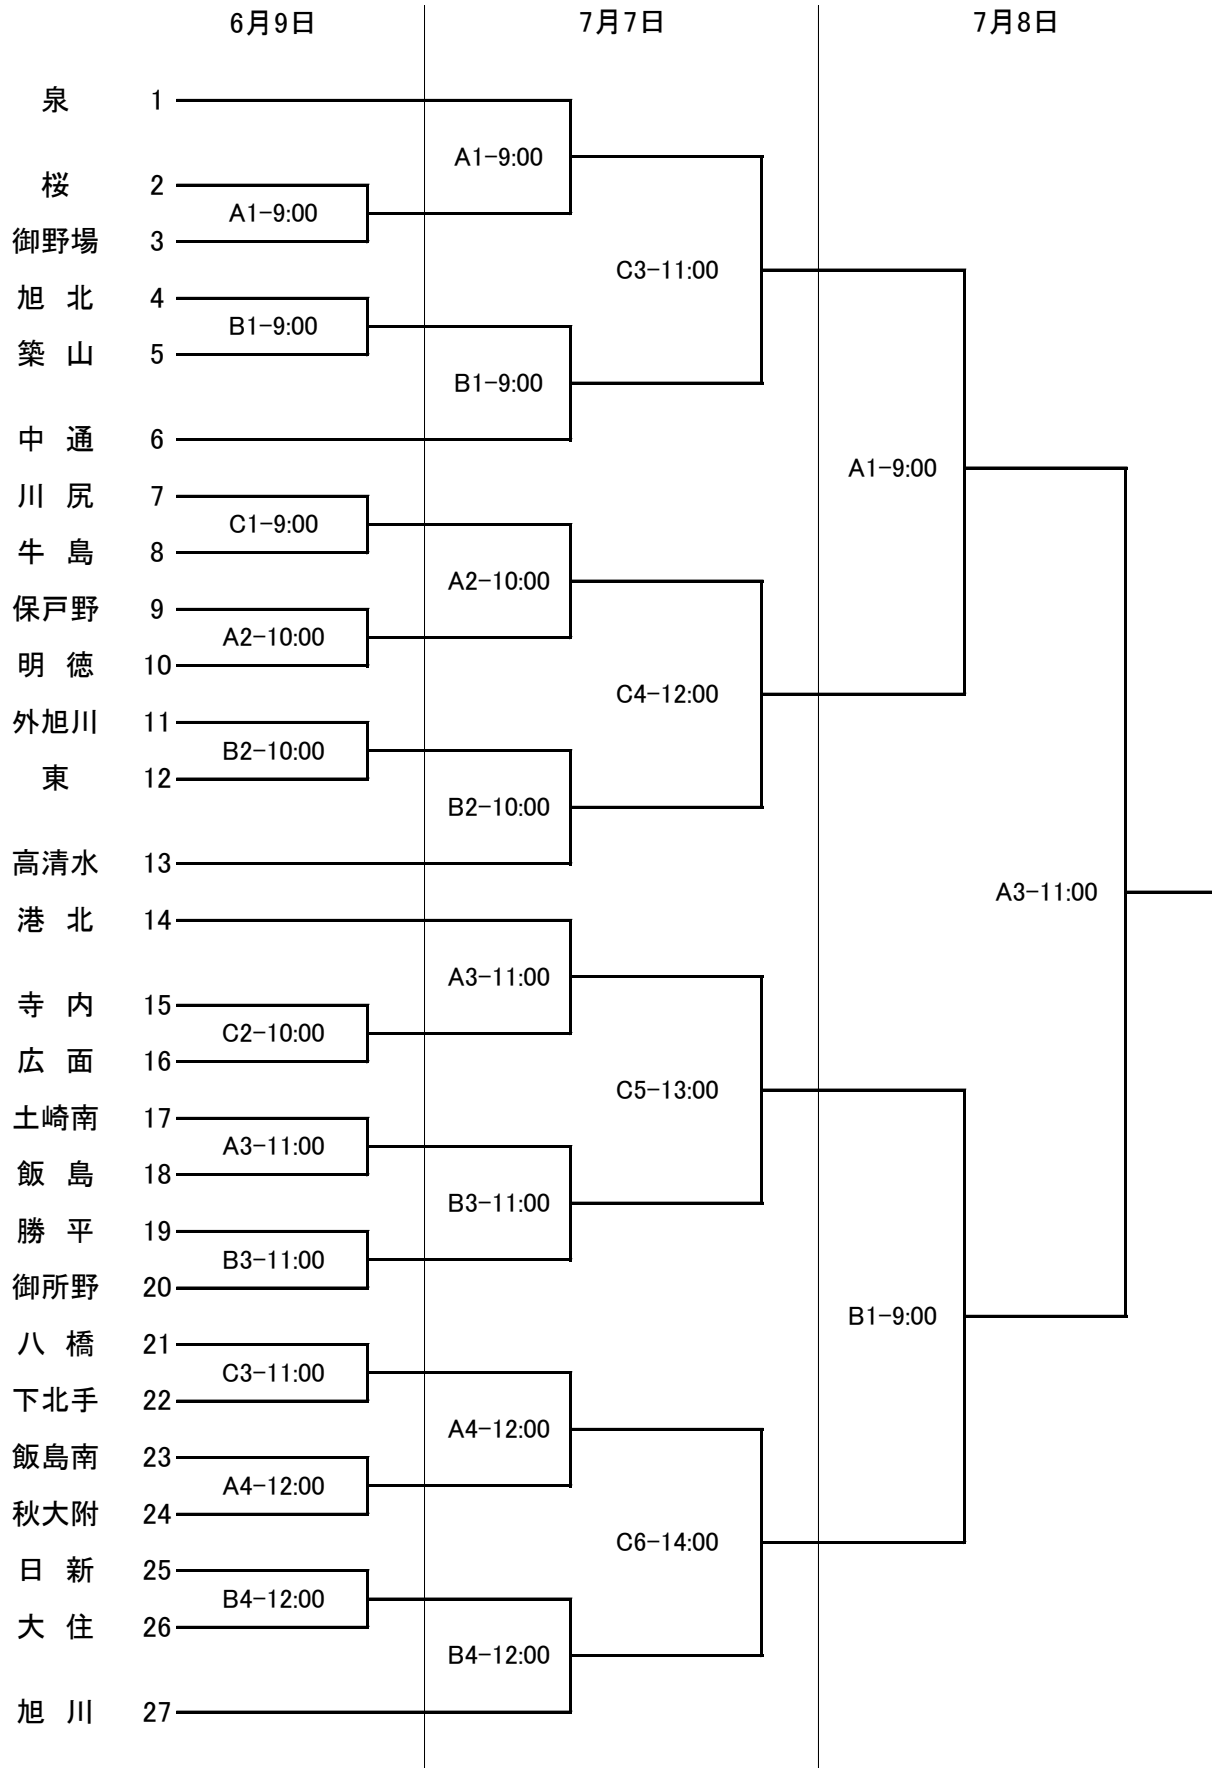 6月9日 7月7日 7月8日
泉 1
A1-9:00
桜 2
A1-9:00
御野場 3
C3-11:00
旭 北 4
B1-9:00
築 山 5
B1-9:00
中 通 6
A1-9:00
川 尻 7
C1-9:00
牛 島 8
A2-10:00
保戸野 9
A2-10:00
明 徳 10
C4-12:00
外旭川 11
B2-10:00
東 12
B2-10:00
高清水 13
A3-11:00
港 北 14
A3-11:00
寺 内 15
C2-10:00
広 面 16
C5-13:00
土崎南 17
A3-11:00
飯 島 18
B3-11:00
勝 平 19
B3-11:00
御所野 20
B1-9:00
八 橋 21
C3-11:00
下北手 22
A4-12:00
飯島南 23
A4-12:00
秋大附 24
C6-14:00
日 新 25
B4-12:00
大 住 26
B4-12:00
旭 川 27